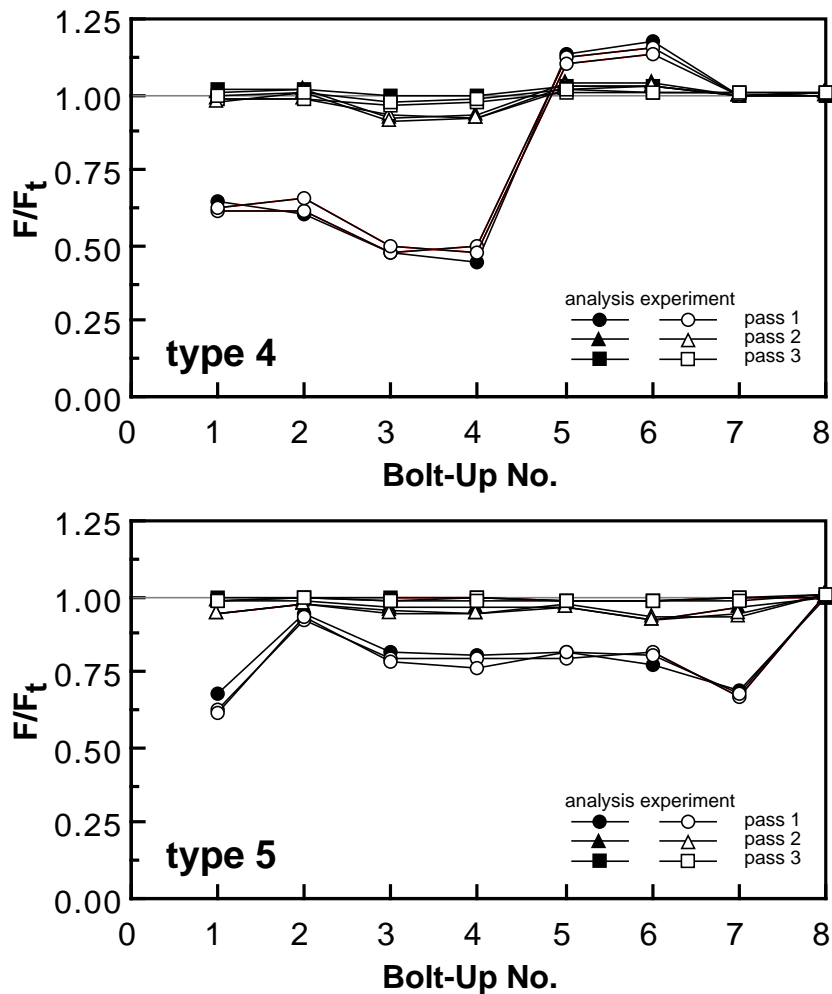 1.25
1.00
0.75
0.50
0.25
0.00
F/Ft
analysis experiment
pass 1
pass 2
pass 3
type 4
0 1 2 3 4 5 6 7 8
Bolt-Up No.
1.25
1.00
0.75
0.50
0.25
0.00
F/Ft
analysis experiment
pass 1
pass 2
pass 3
type 5
0 1 2 3 4 5 6 7 8
Bolt-Up No.